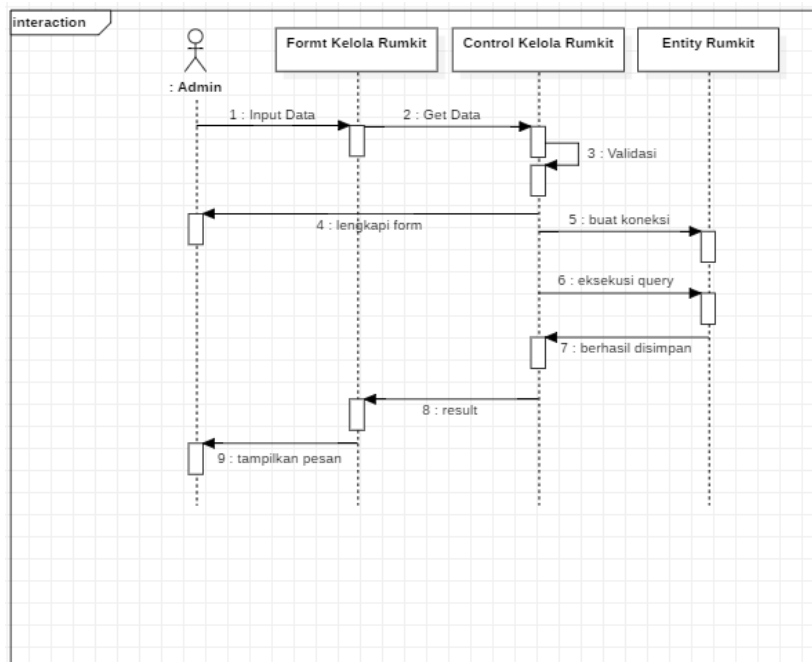 interaction
Formt Kelola Rumkit
Control Kelola Rumkit
Entity Rumkit
: Admin
1 : Input Data
2 : Get Data
3 : Validasi
4 : lengkapi form
5 : buat koneksi
6 : eksekusi query
7 : berhasil disimpan
8 : result
9 : tampilkan pesan